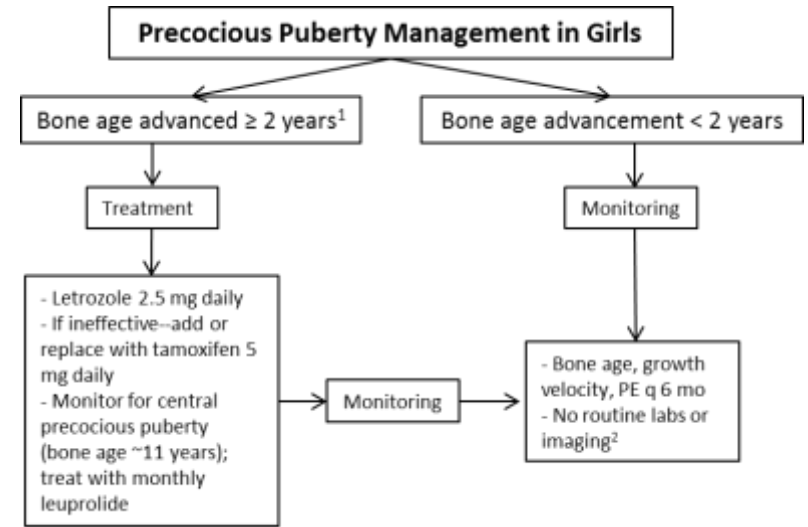 Precocious Puberty Management in Girls
Bone age advanced ≥ 2 years¹
Bone age advancement < 2 years
Treatment
Monitoring
- Letrozole 2.5 mg daily
- If ineffective--add or
replace with tamoxifen 5
mg daily
- Monitor for central
precocious puberty
(bone age ~11 years);
treat with monthly
leuprolide
Monitoring
- Bone age, growth
velocity, PE q 6 mo
- No routine labs or
imaging²